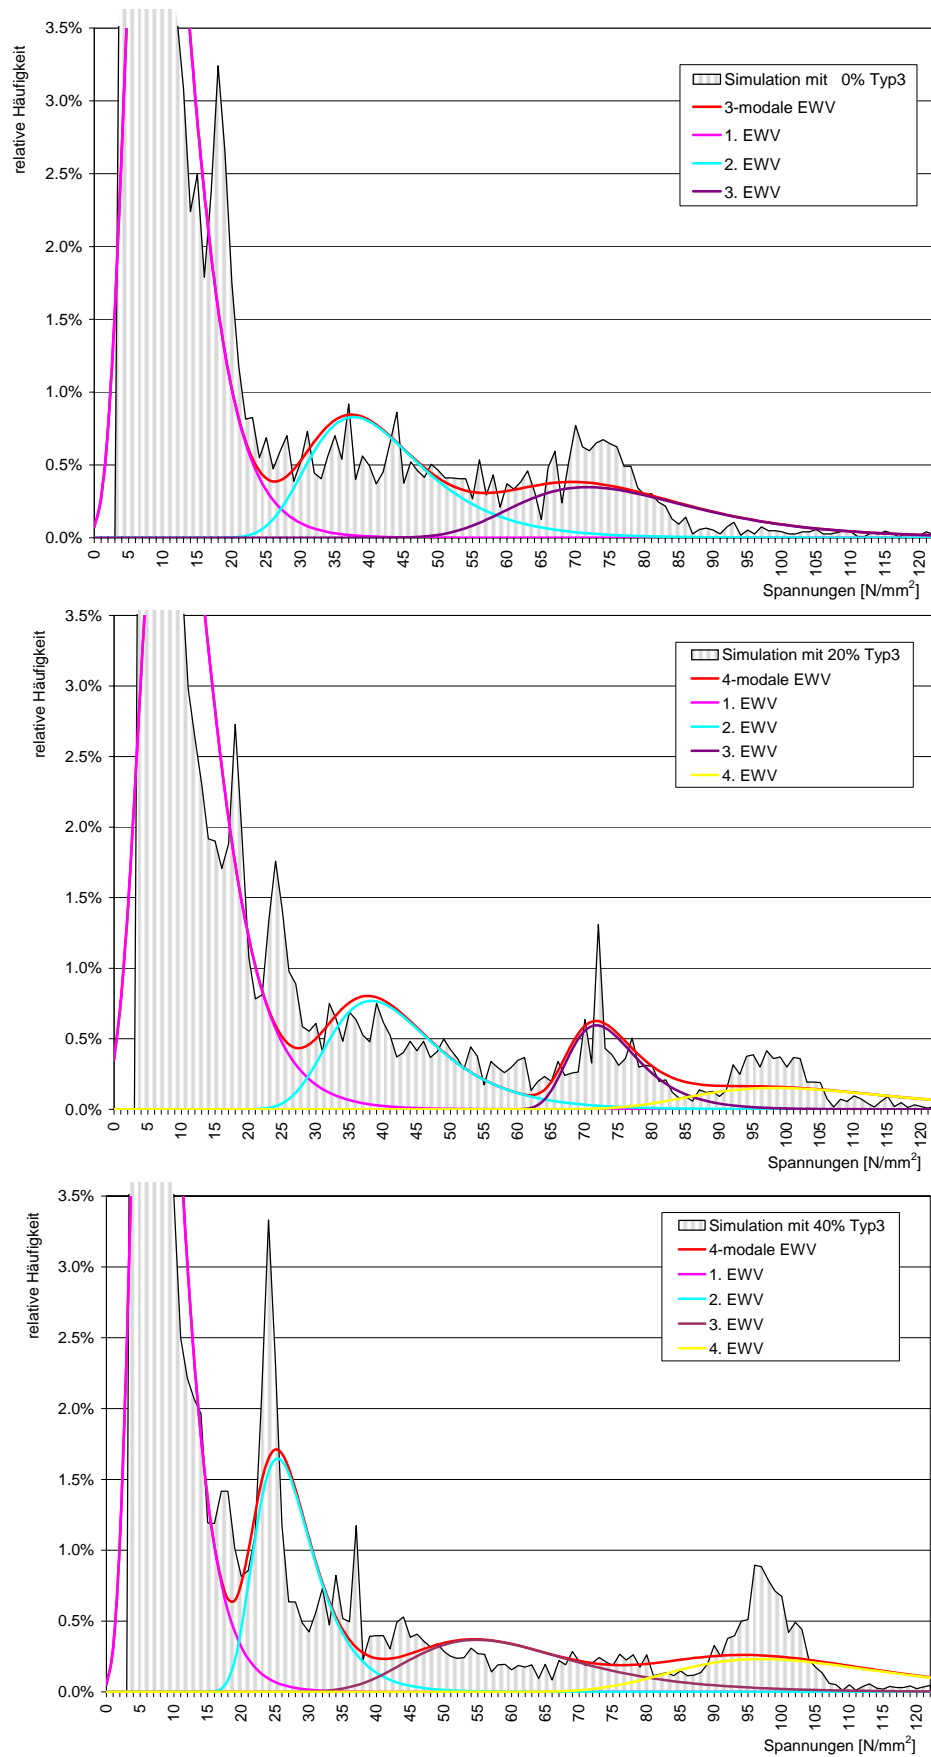 relative Häufigkeit
3.5%
3.0%
2.5%
2.0%
1.5%
1.0%
0.5%
0.0%
Simulation mit 0% Typ3
3-modale EWV
1. EWV
2. EWV
3. EWV
0 5 10 15 20 25 30 35 40 45 50 55 60 65 70 75 80 85 90 95 100 105 110 115 120
Spannungen [N/mm²]
relative Häufigkeit
3.5%
3.0%
2.5%
2.0%
1.5%
1.0%
0.5%
0.0%
Simulation mit 20% Typ3
4-modale EWV
1. EWV
2. EWV
3. EWV
4. EWV
0 5 10 15 20 25 30 35 40 45 50 55 60 65 70 75 80 85 90 95 100 105 110 115 120
Spannungen [N/mm²]
relative Häufigkeit
3.5%
3.0%
2.5%
2.0%
1.5%
1.0%
0.5%
0.0%
Simulation mit 40% Typ3
4-modale EWV
1. EWV
2. EWV
3. EWV
4. EWV
0 5 10 15 20 25 30 35 40 45 50 55 60 65 70 75 80 85 90 95 100 105 110 115 120
Spannungen [N/mm²]